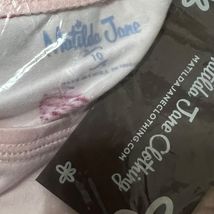 Matilda Jane
10
Matilda Jane Clothing
MATILDAJANECLOTHING.COM